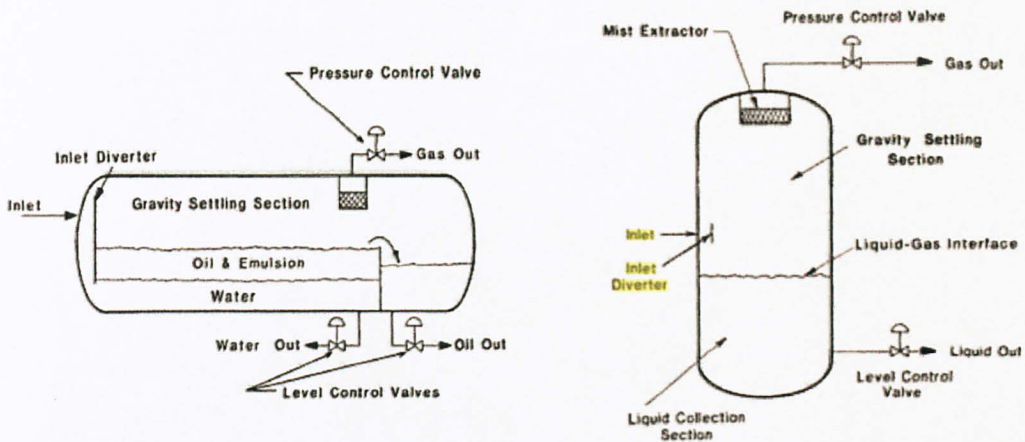 Pressure Control Valve
Inlet Diverter
Gas Out
Inlet
Gravity Settling Section
Oil & Emulsion
Water
Water Out
Oil Out
Level Control Valves
Pressure Control Valve
Mist Extractor
Gas Out
Gravity Settling
Section
Inlet
Liquid-Gas Interface
Inlet
Diverter
Liquid Out
Level Control
Valve
Liquid Collection
Section